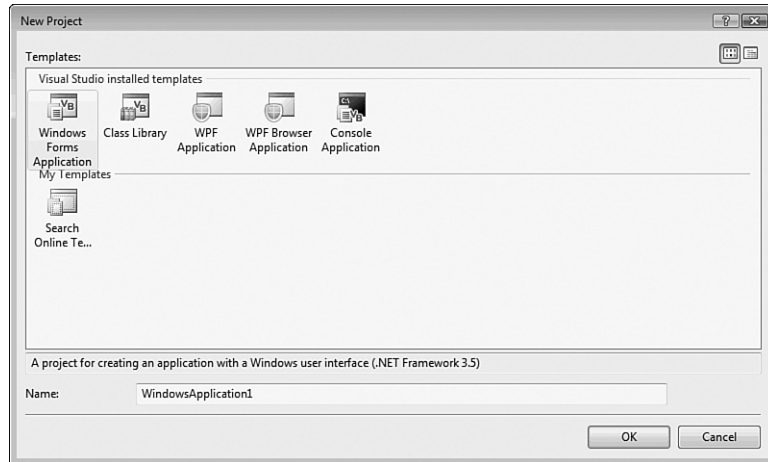 New Project
Templates:
Visual Studio installed templates
Windows Forms Application
Class Library
WPF Application
WPF Browser Application
Console Application
My Templates
Search Online Te...
A project for creating an application with a Windows user interface (.NET Framework 3.5)
Name:
WindowsApplication1
OK
Cancel